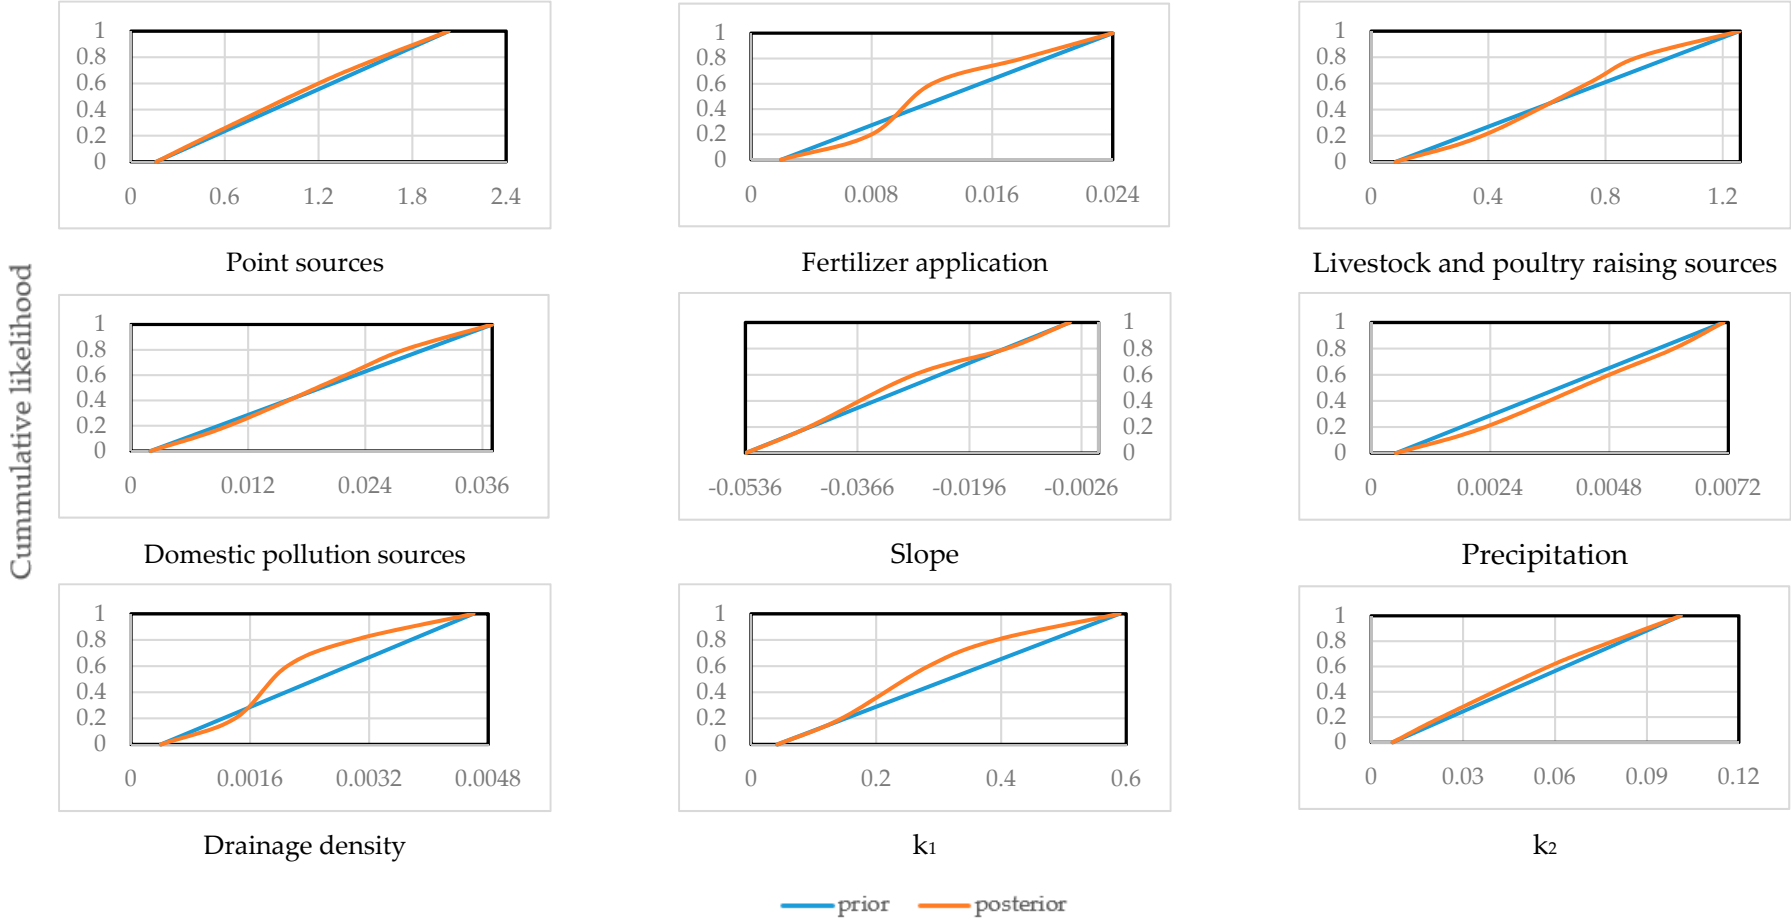 1
0.8
0.6
0.4
0.2
0
0 0.6 1.2 1.8 2.4
Point sources
1
0.8
0.6
0.4
0.2
0
0 0.008 0.016 0.024
Fertilizer application
1
0.8
0.6
0.4
0.2
0
0 0.4 0.8 1.2
Livestock and poultry raising sources
Cummulative likelihood
1
0.8
0.6
0.4
0.2
0
0 0.012 0.024 0.036
Domestic pollution sources
1
0.8
0.6
0.4
0.2
0
-0.0536 -0.0366 -0.0196 -0.0026
Slope
1
0.8
0.6
0.4
0.2
0
0 0.0024 0.0048 0.0072
Precipitation
1
0.8
0.6
0.4
0.2
0
0 0.0016 0.0032 0.0048
Drainage density
1
0.8
0.6
0.4
0.2
0
0 0.2 0.4 0.6
k1
1
0.8
0.6
0.4
0.2
0
0 0.03 0.06 0.09 0.12
k2
prior posterior